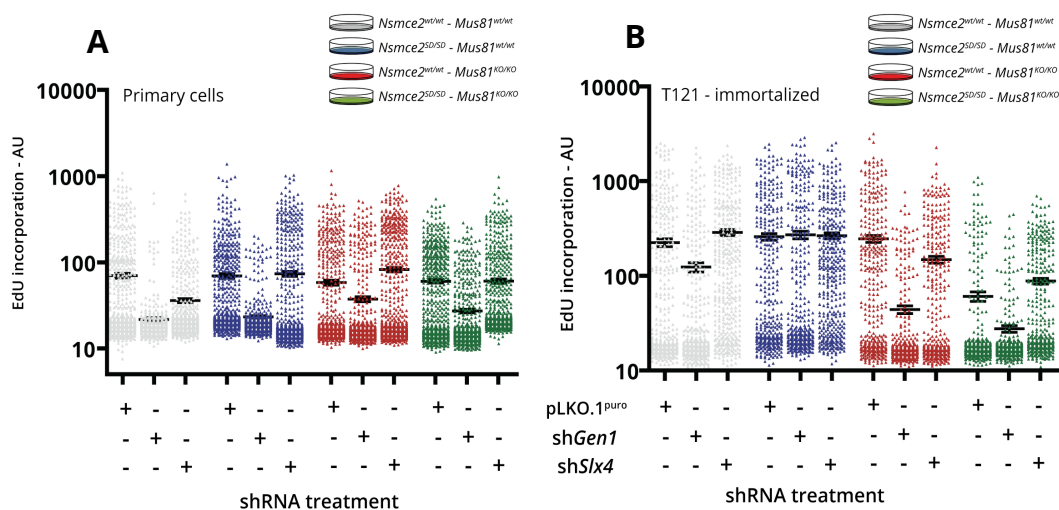 A
Nsmce2wt/wt - Mus81wt/wt
Nsmce2SD/SD - Mus81wt/wt
Nsmce2wt/wt - Mus81KO/KO
Nsmce2SD/SD - Mus81KO/KO
Primary cells
EdU incorporation - AU
10000
1000
100
10
+ - - + - - + - - + - -
- + - - + - - + - - + -
- - + - - + - - + - - +
shRNA treatment
B
Nsmce2wt/wt - Mus81wt/wt
Nsmce2SD/SD - Mus81wt/wt
Nsmce2wt/wt - Mus81KO/KO
Nsmce2SD/SD - Mus81KO/KO
T121 - immortalized
EdU incorporation - AU
10000
1000
100
10
pLKO.1puro + - - + - - + - - + - -
shGen1 - + - - + - - + - - + -
shSlx4 - - + - - + - - + - - +
shRNA treatment